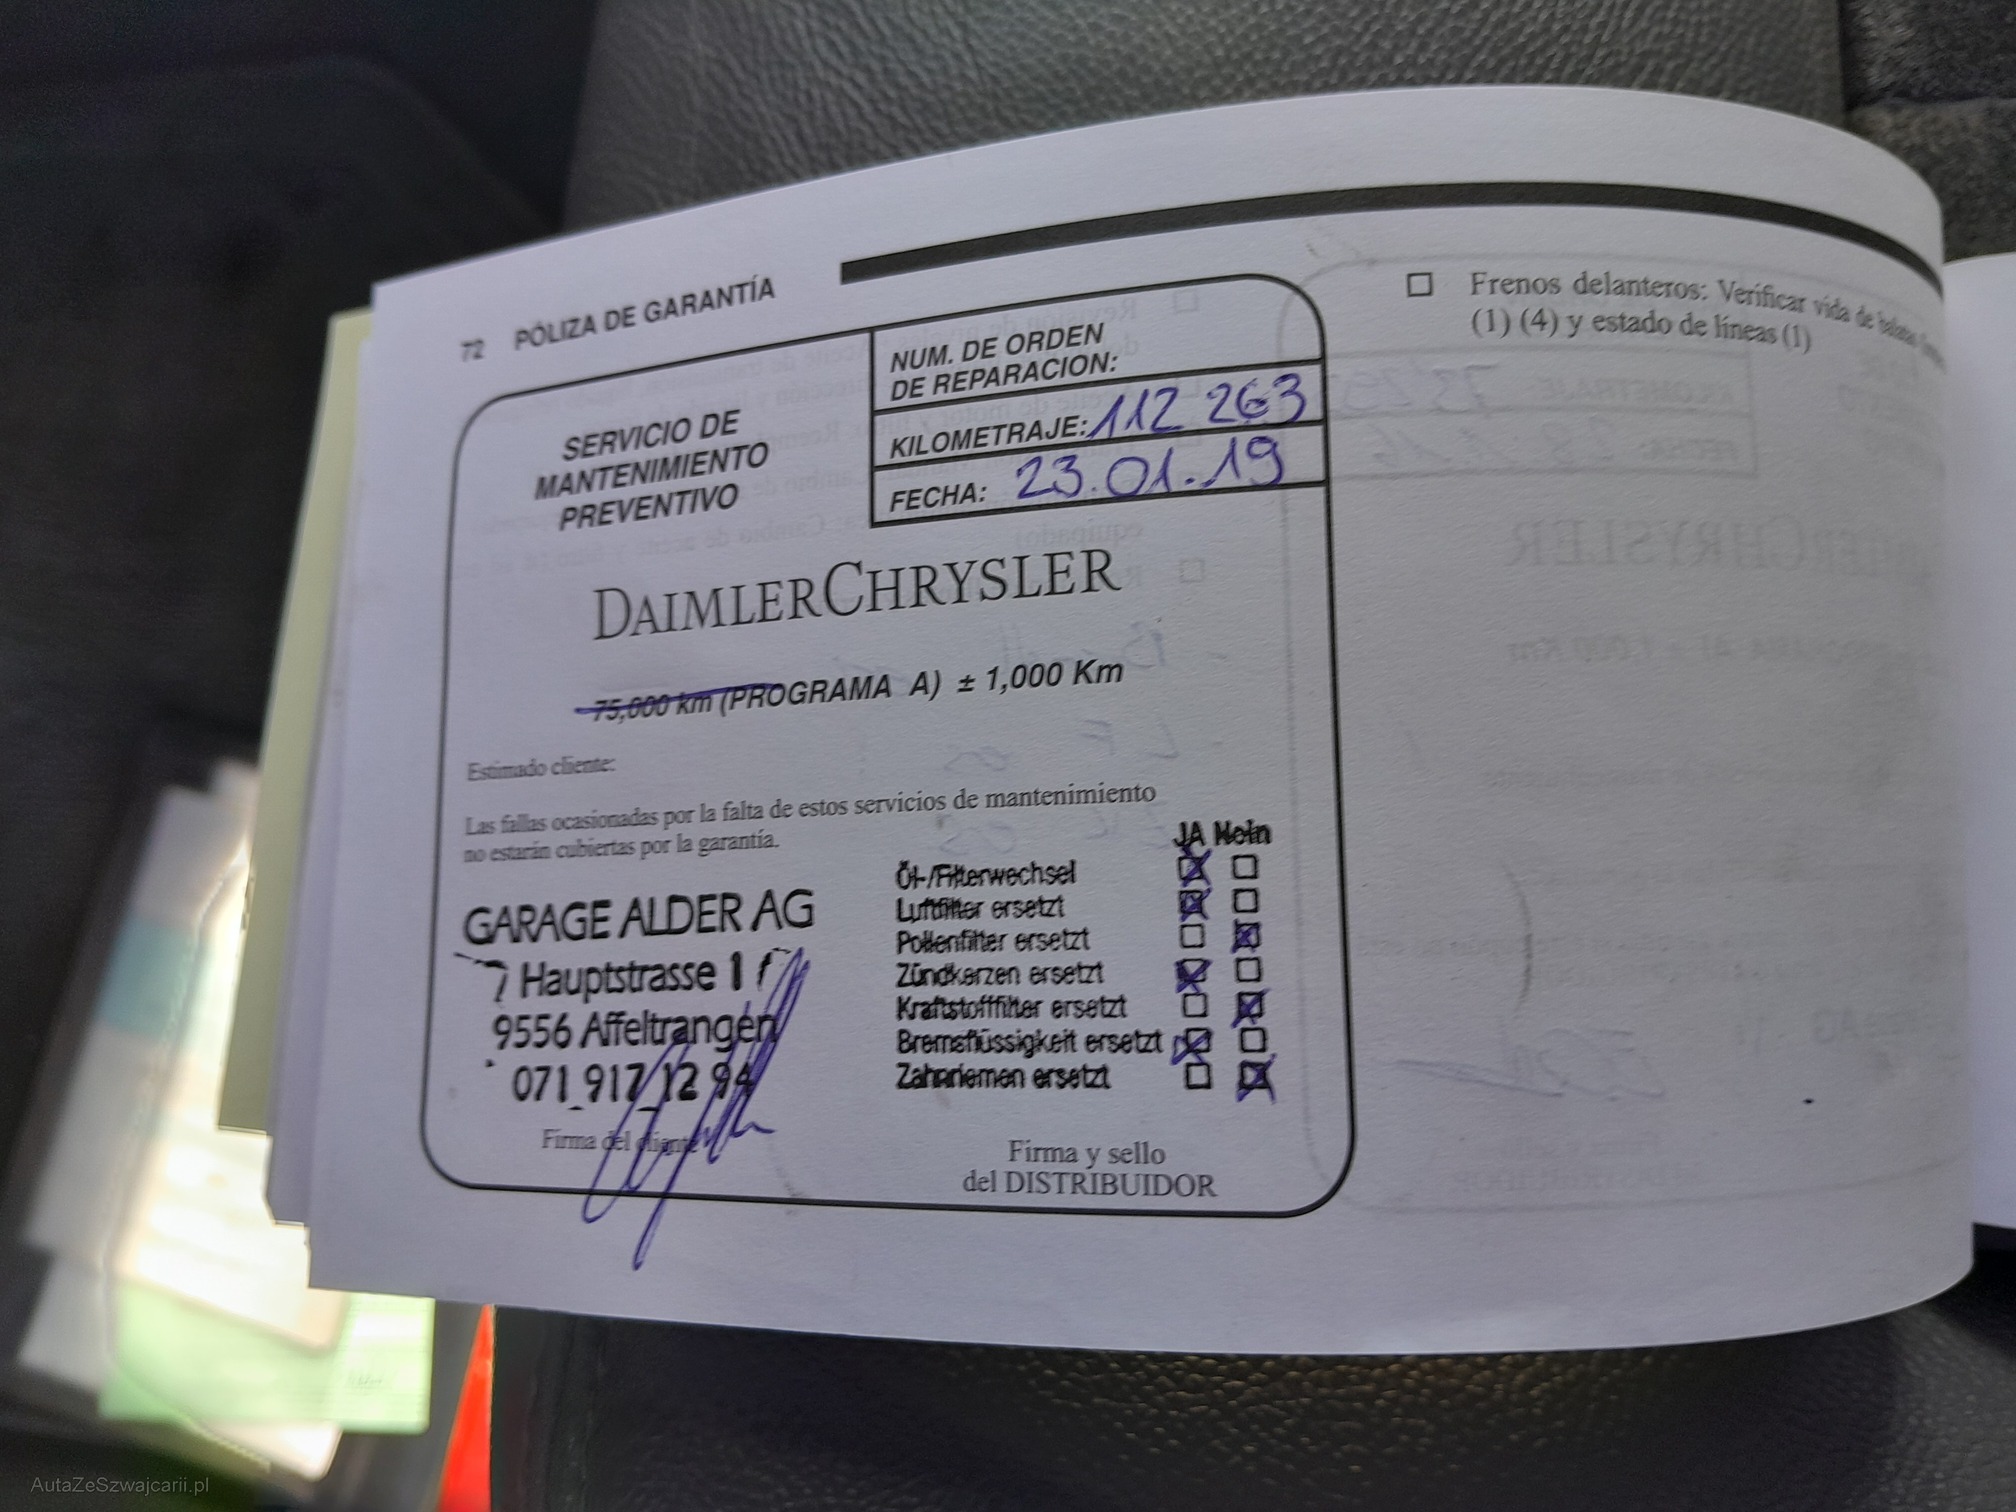 72 PÓLIZA DE GARANTÍA
SERVICIO DE
MANTENIMIENTO
PREVENTIVO
NUM. DE ORDEN
DE REPARACION:
KILOMETRAJE: 112 263
FECHA: 23.01.19
DAIMLERCHRYSLER
75,000 km (PROGRAMA A) ± 1,000 Km
Estimado cliente:
Las fallas ocasionadas por la falta de estos servicios de mantenimiento
no estarán cubiertas por la garantía.
JA Nein
Öl-/Filterwechsel
Luftfilter ersetzt
Pollenfilter ersetzt
Zündkerzen ersetzt
Kraftstofffilter ersetzt
Bremsflüssigkeit ersetzt
Zahnriemen ersetzt
GARAGE ALDER AG
Hauptstrasse
9556 Affeltrangen
071 917 12 94
Firma del cliente
Firma y sello
del DISTRIBUIDOR
Frenos delanteros: Verificar vida de balatas
(1) (4) y estado de líneas (1)
AutaZeSzwajcarii.pl